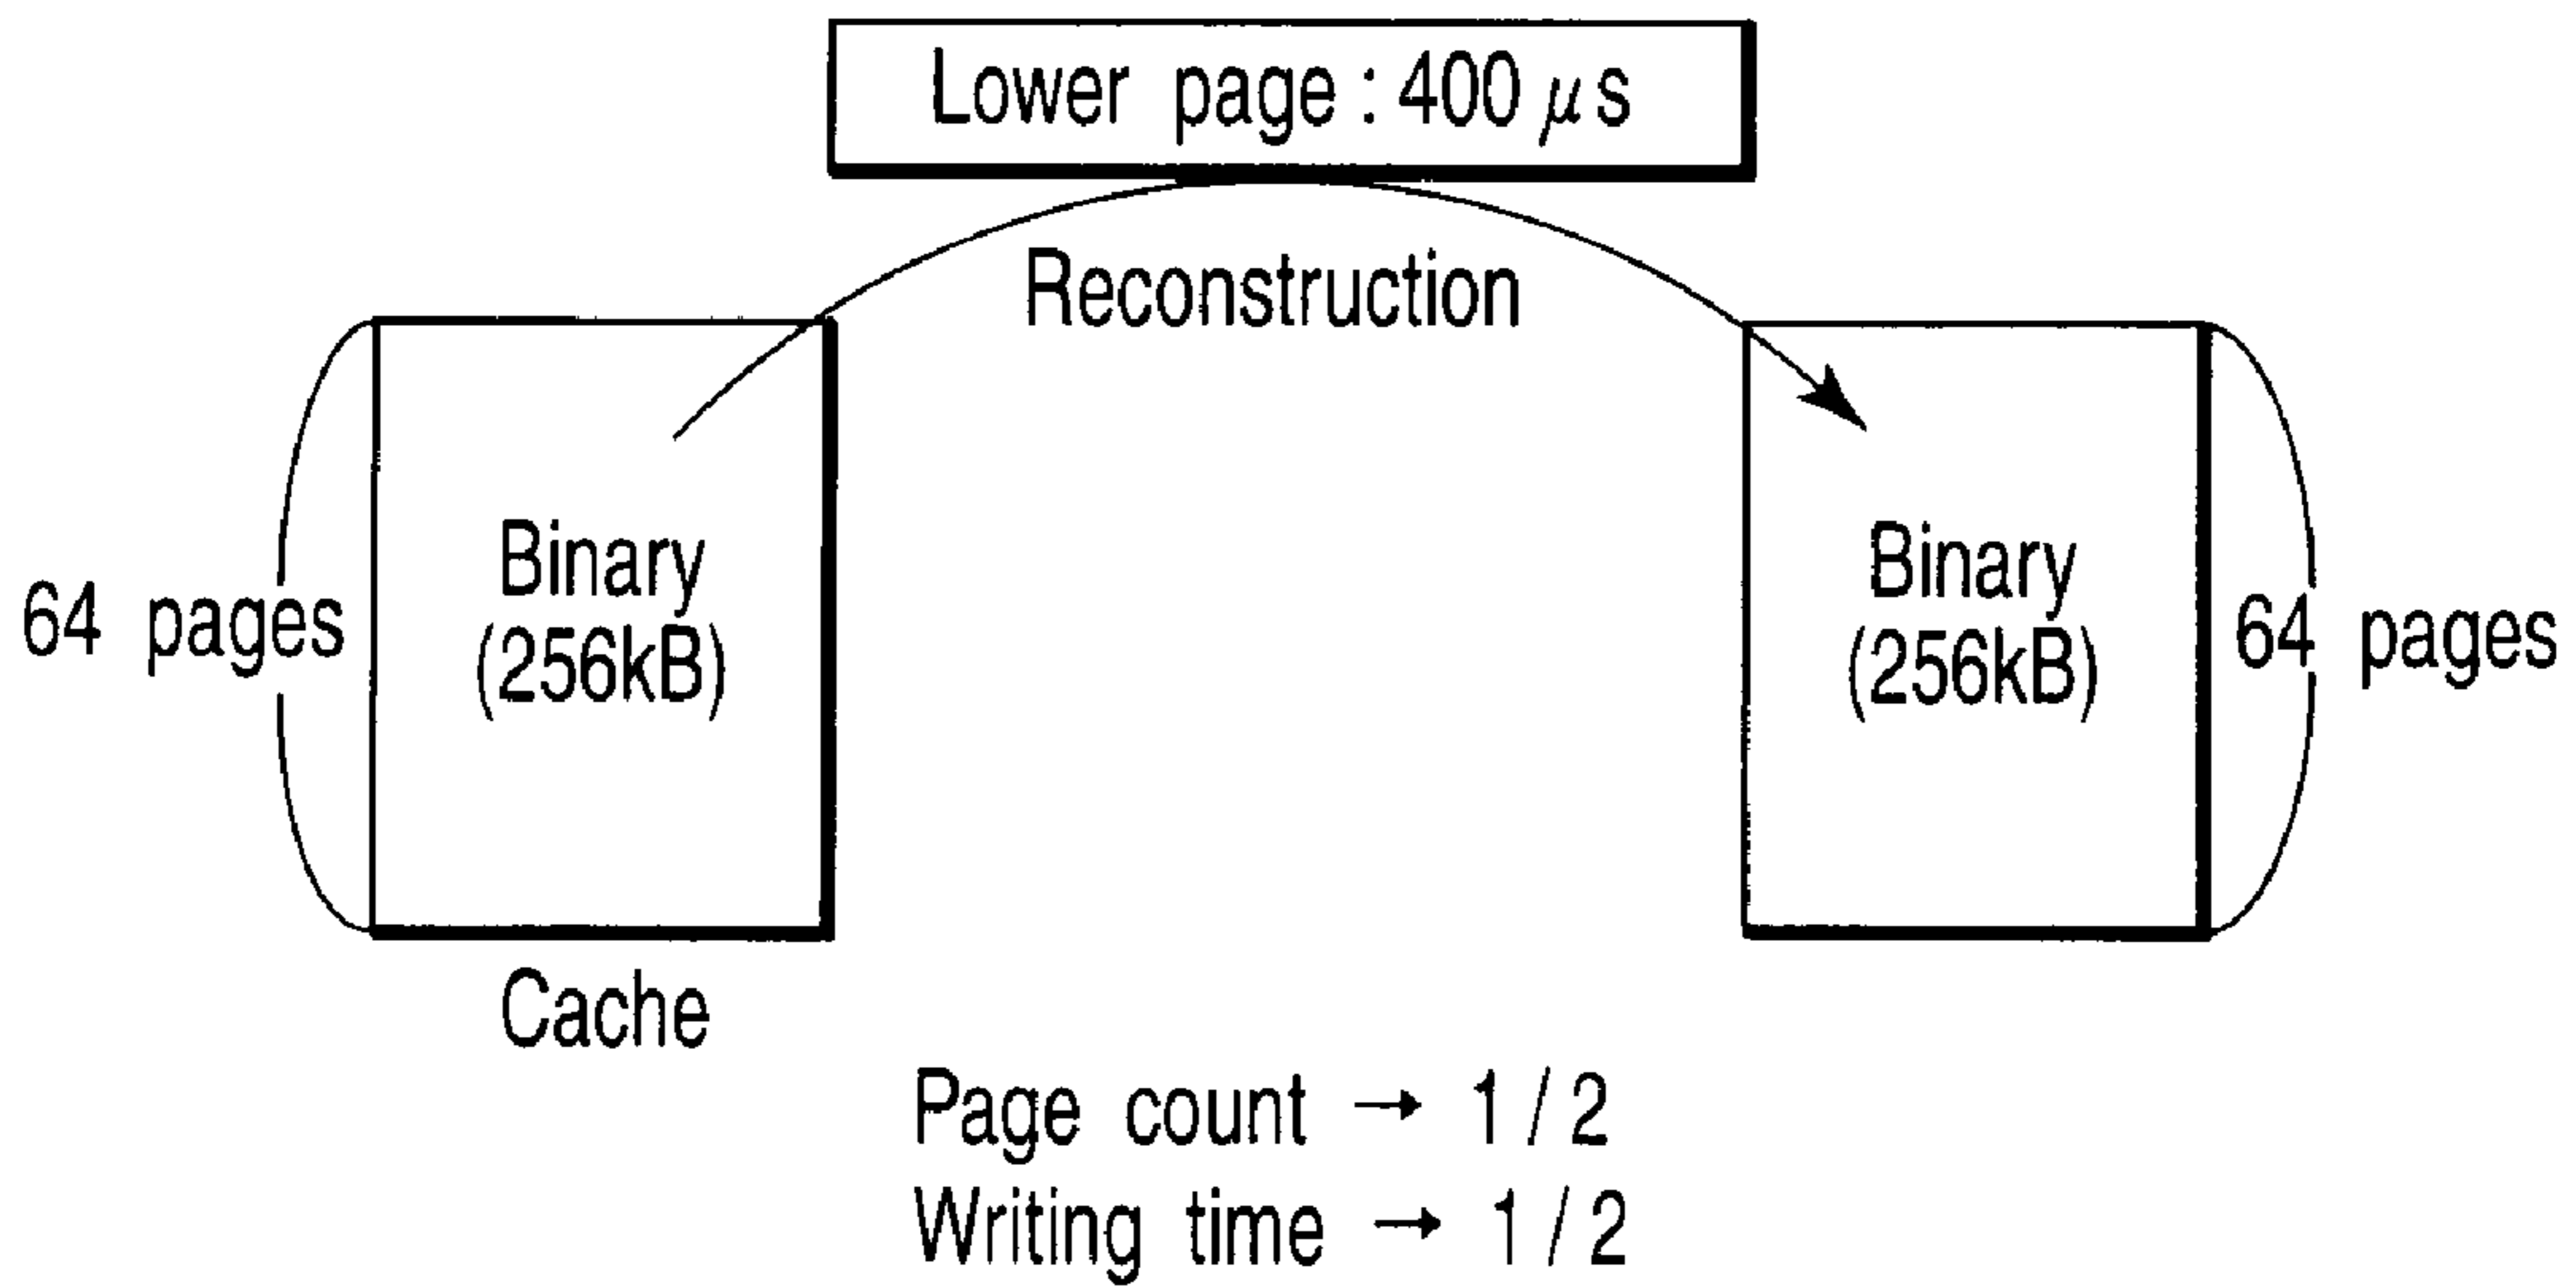 Lower page : 400 μs
Reconstruction
64 pages
Binary
(256kB)
Cache
Binary
(256kB)
64 pages
Page count → 1 / 2
Writing time → 1 / 2